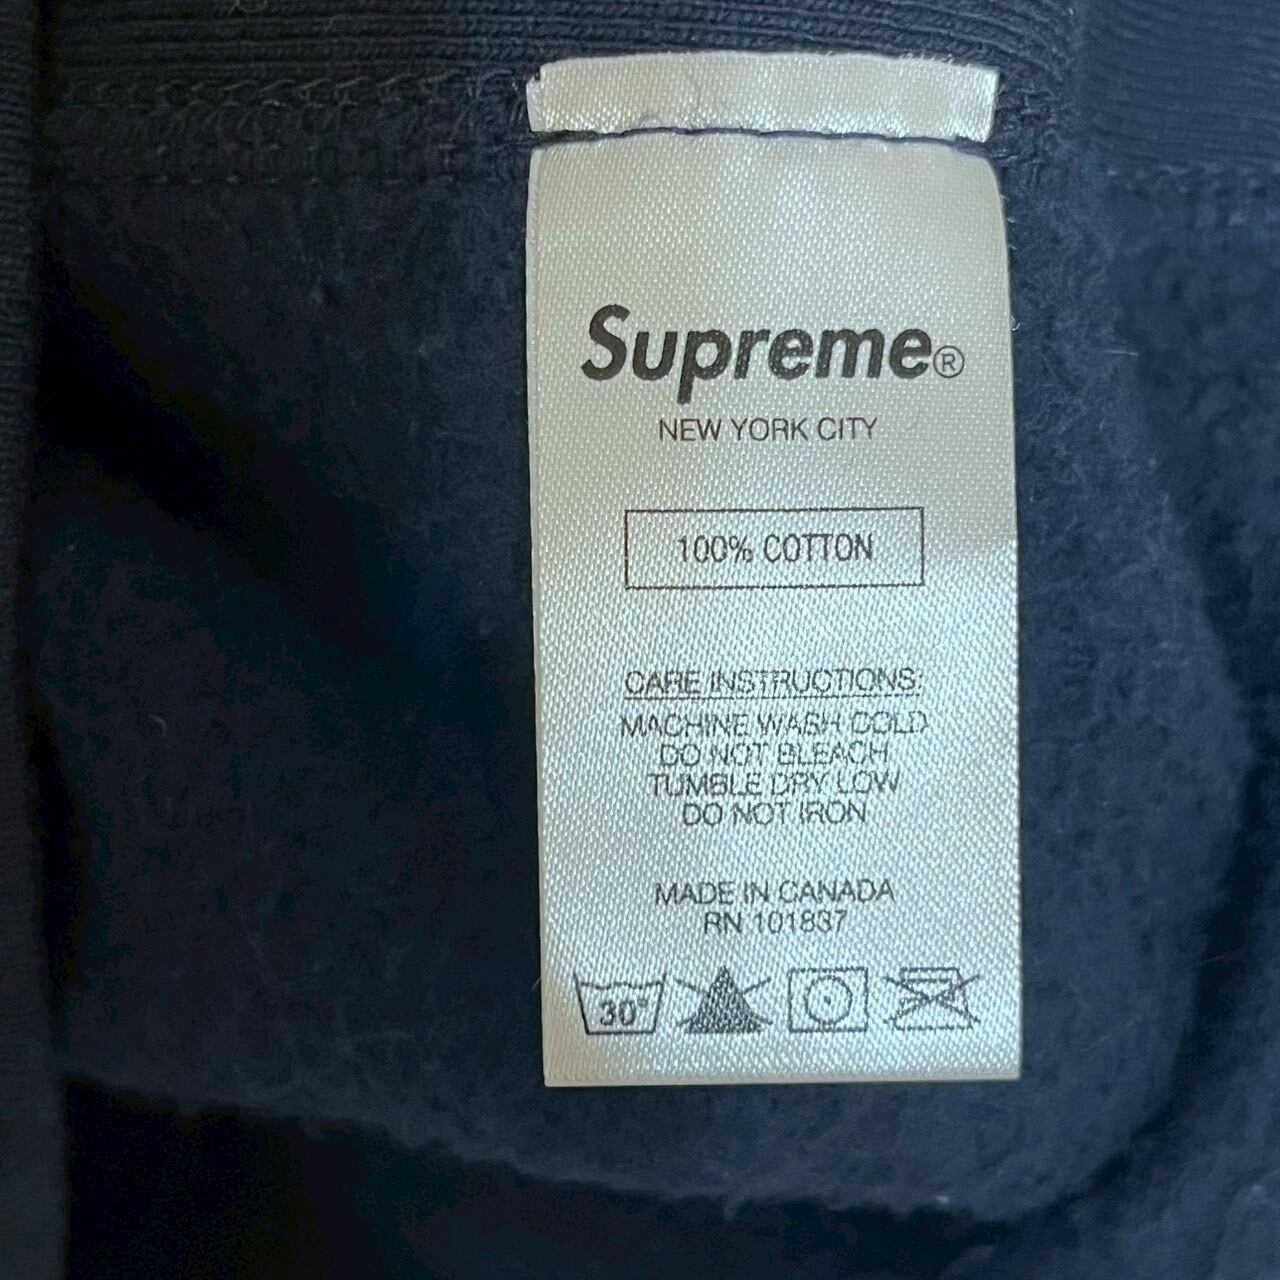 Supreme®
NEW YORK CITY
100% COTTON
CARE INSTRUCTIONS:
MACHINE WASH COLD
DO NOT BLEACH
TUMBLE DRY LOW
DO NOT IRON
MADE IN CANADA
RN 101837
30°